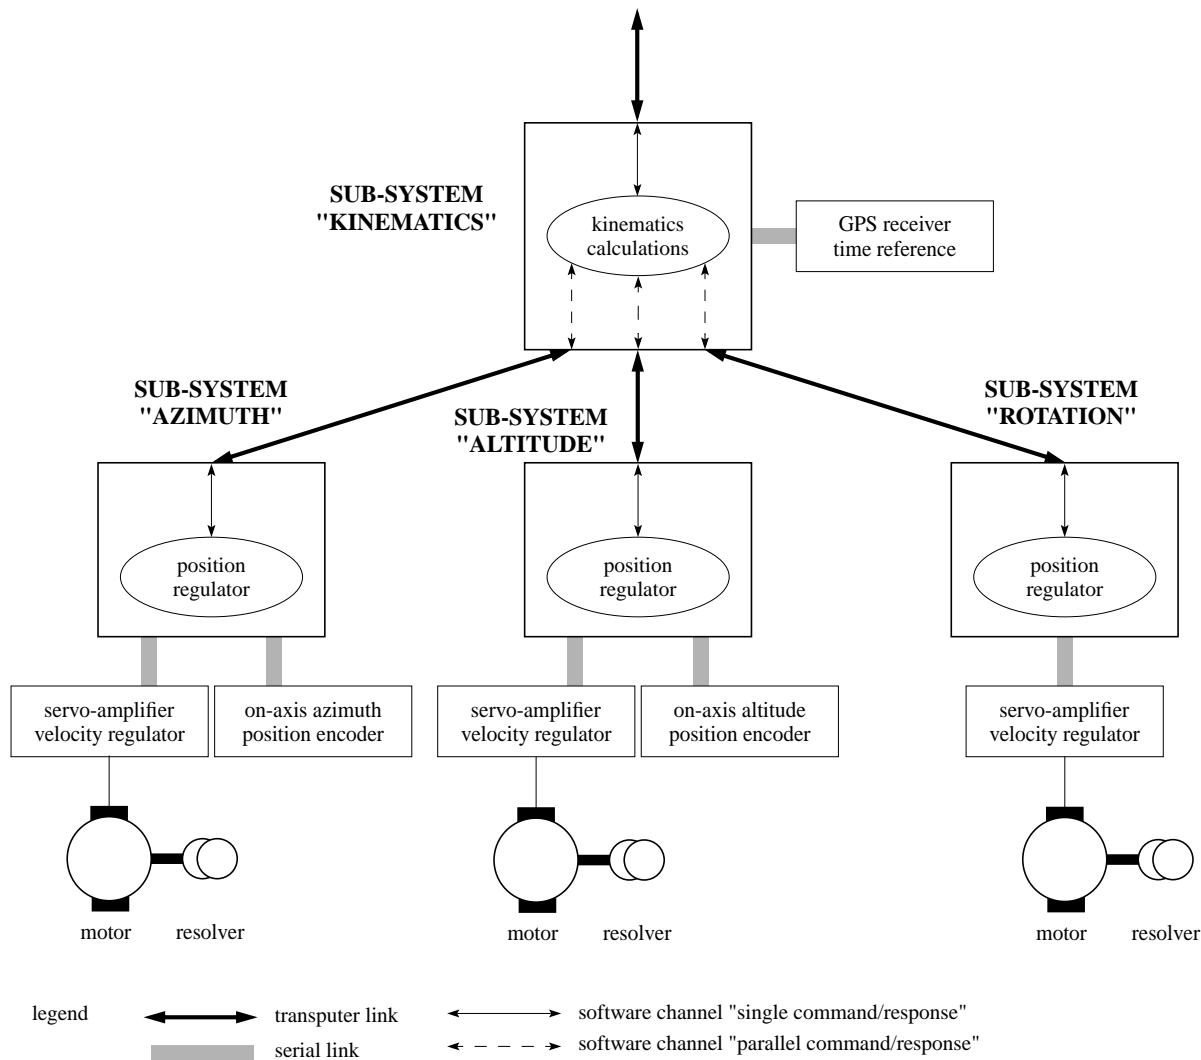 SUB-SYSTEM
"KINEMATICS"
kinematics
calculations
GPS receiver
time reference
SUB-SYSTEM
"AZIMUTH"
SUB-SYSTEM
"ALTITUDE"
SUB-SYSTEM
"ROTATION"
position
regulator
position
regulator
position
regulator
servo-amplifier
velocity regulator
on-axis azimuth
position encoder
servo-amplifier
velocity regulator
on-axis altitude
position encoder
servo-amplifier
velocity regulator
motor
resolver
motor
resolver
motor
resolver
legend
transputer link
software channel "single command/response"
serial link
software channel "parallel command/response"